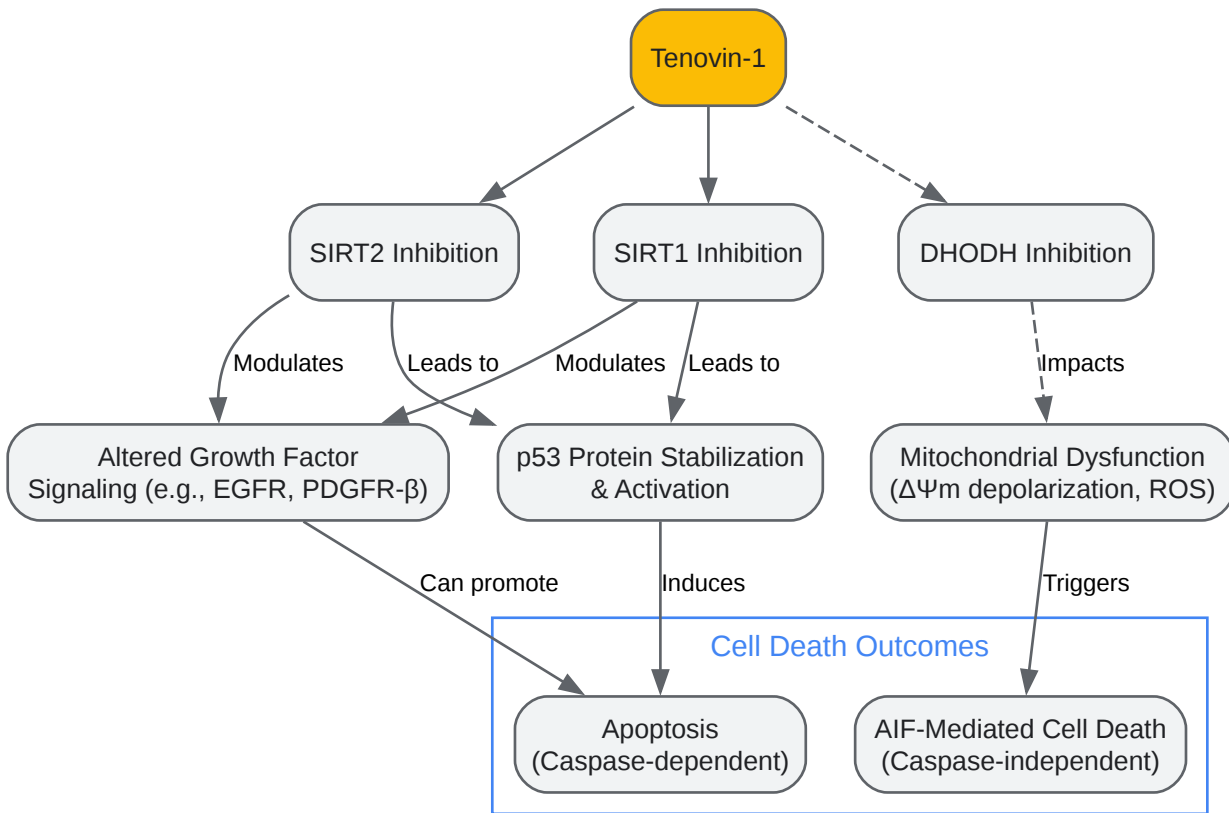 Tenovin-1
SIRT2 Inhibition
SIRT1 Inhibition
DHODH Inhibition
Modulates
Leads to
Modulates
Leads to
Impacts
Altered Growth Factor
Signaling (e.g., EGFR, PDGFR-β)
p53 Protein Stabilization
& Activation
Mitochondrial Dysfunction
(ΔΨm depolarization, ROS)
Can promote
Induces
Triggers
Cell Death Outcomes
Apoptosis
(Caspase-dependent)
AIF-Mediated Cell Death
(Caspase-independent)